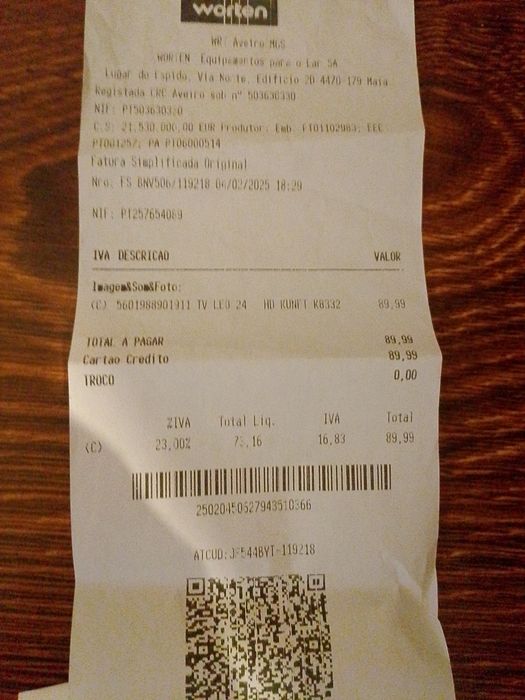 worten
WRT Aveiro MGS
WORTEN Equipamentos para o Lar SA
Lugar do Espido, Via Norte, Edificio 2D 4470-179 Maia
Registada CRC Aveiro sob nº 503630330
NIF: PT503630330
C.S: 21.530.000,00 EUR Produtor: Emb. PT01102983; EEE
PT001257; PA PT06000514
Fatura Simplificada Original
Nro. FS BNV506/119218 04/02/2025 18:29
NIF: PT257654089
IVA DESCRICAO VALOR
Imagem&Som&Foto:
(C) 5601988901911 TV LED 24 HD KUNFT K8332 89,99
TOTAL A PAGAR 89,99
Cartao Credito 89,99
TROCO 0,00
%IVA Total Liq. IVA Total
(C) 23,00% 73,16 16,83 89,99
ATCUD: -119218